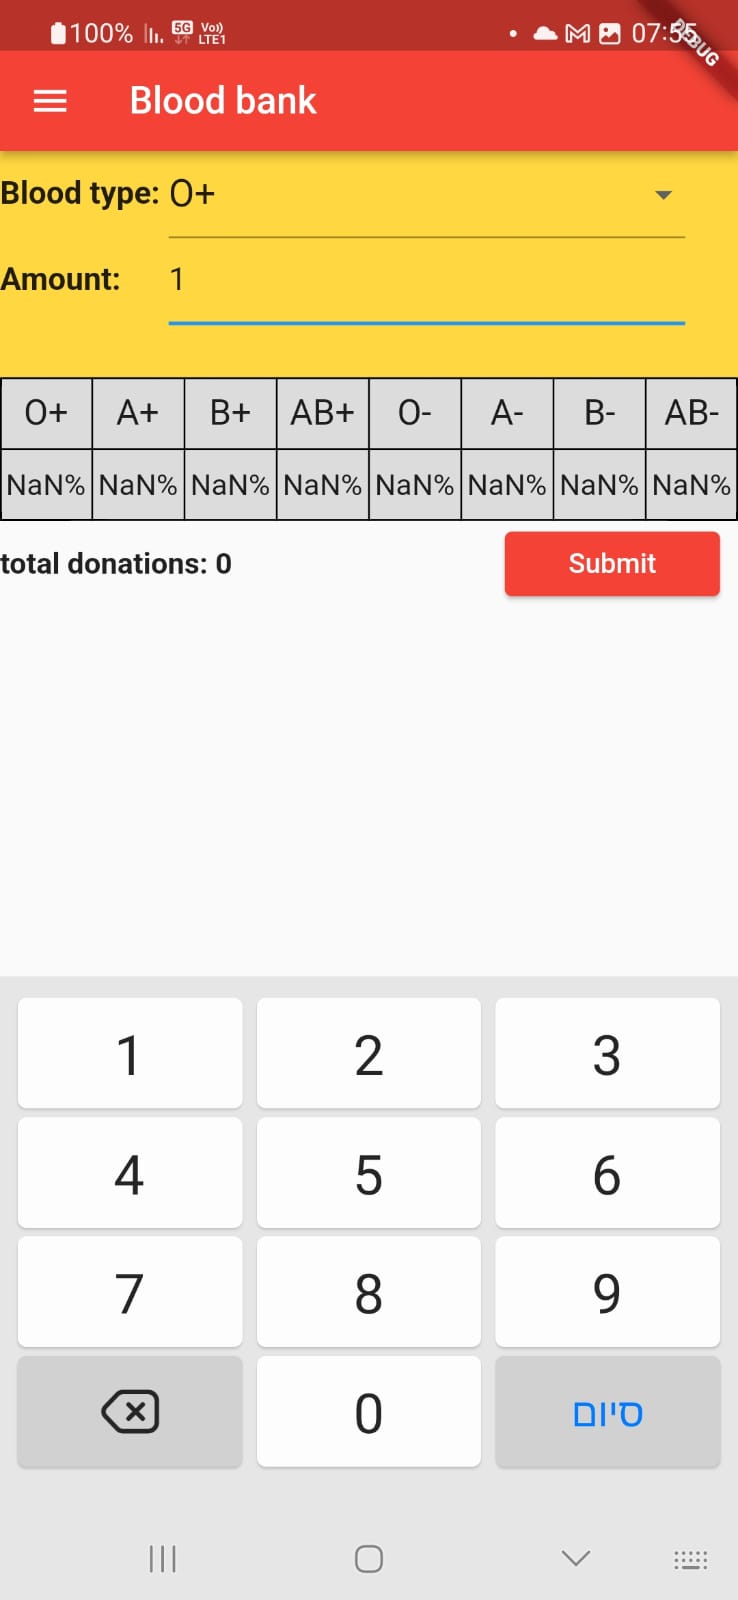 100% 5G Vo)) LTE1 07:55 DEBUG
Blood bank
Blood type: O+
Amount: 1
O+ A+ B+ AB+ O- A- B- AB-
NaN% NaN% NaN% NaN% NaN% NaN% NaN% NaN%
total donations: 0 Submit
1 2 3
4 5 6
7 8 9
0 סיום